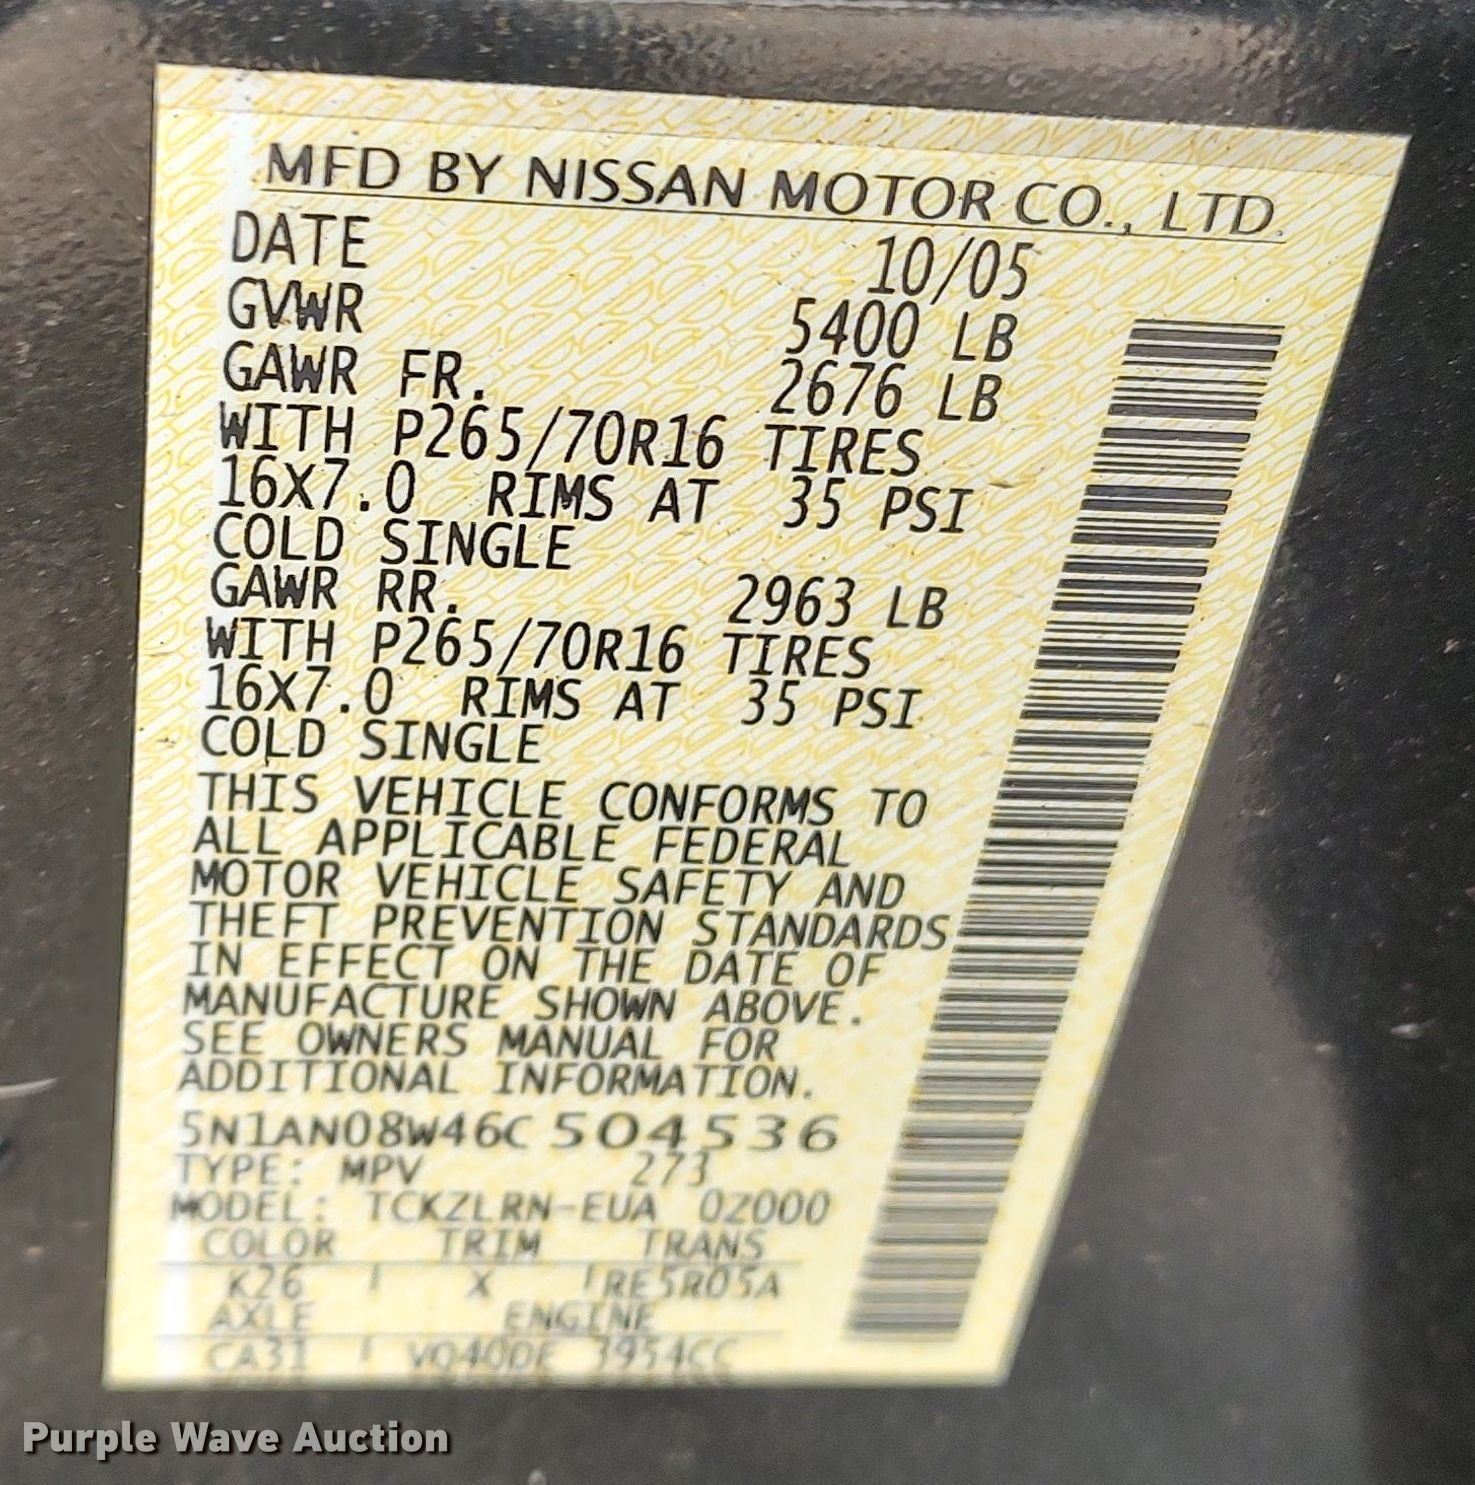 MFD BY NISSAN MOTOR CO., LTD.
DATE 10/05
GVWR 5400 LB
GAWR FR. 2676 LB
WITH P265/70R16 TIRES
16X7.0 RIMS AT 35 PSI
COLD SINGLE
GAWR RR. 2963 LB
WITH P265/70R16 TIRES
16X7.0 RIMS AT 35 PSI
COLD SINGLE
THIS VEHICLE CONFORMS TO
ALL APPLICABLE FEDERAL
MOTOR VEHICLE SAFETY AND
THEFT PREVENTION STANDARDS
IN EFFECT ON THE DATE OF
MANUFACTURE SHOWN ABOVE.
SEE OWNERS MANUAL FOR
ADDITIONAL INFORMATION.
5N1AN08W46C504536
TYPE: MPV 273
MODEL: TCKZLRN-EUA 02000
COLOR TRIM TRANS
K26 X RE5R05A
AXLE ENGINE
CA31 VQ40DE 3954CC
Purple Wave Auction